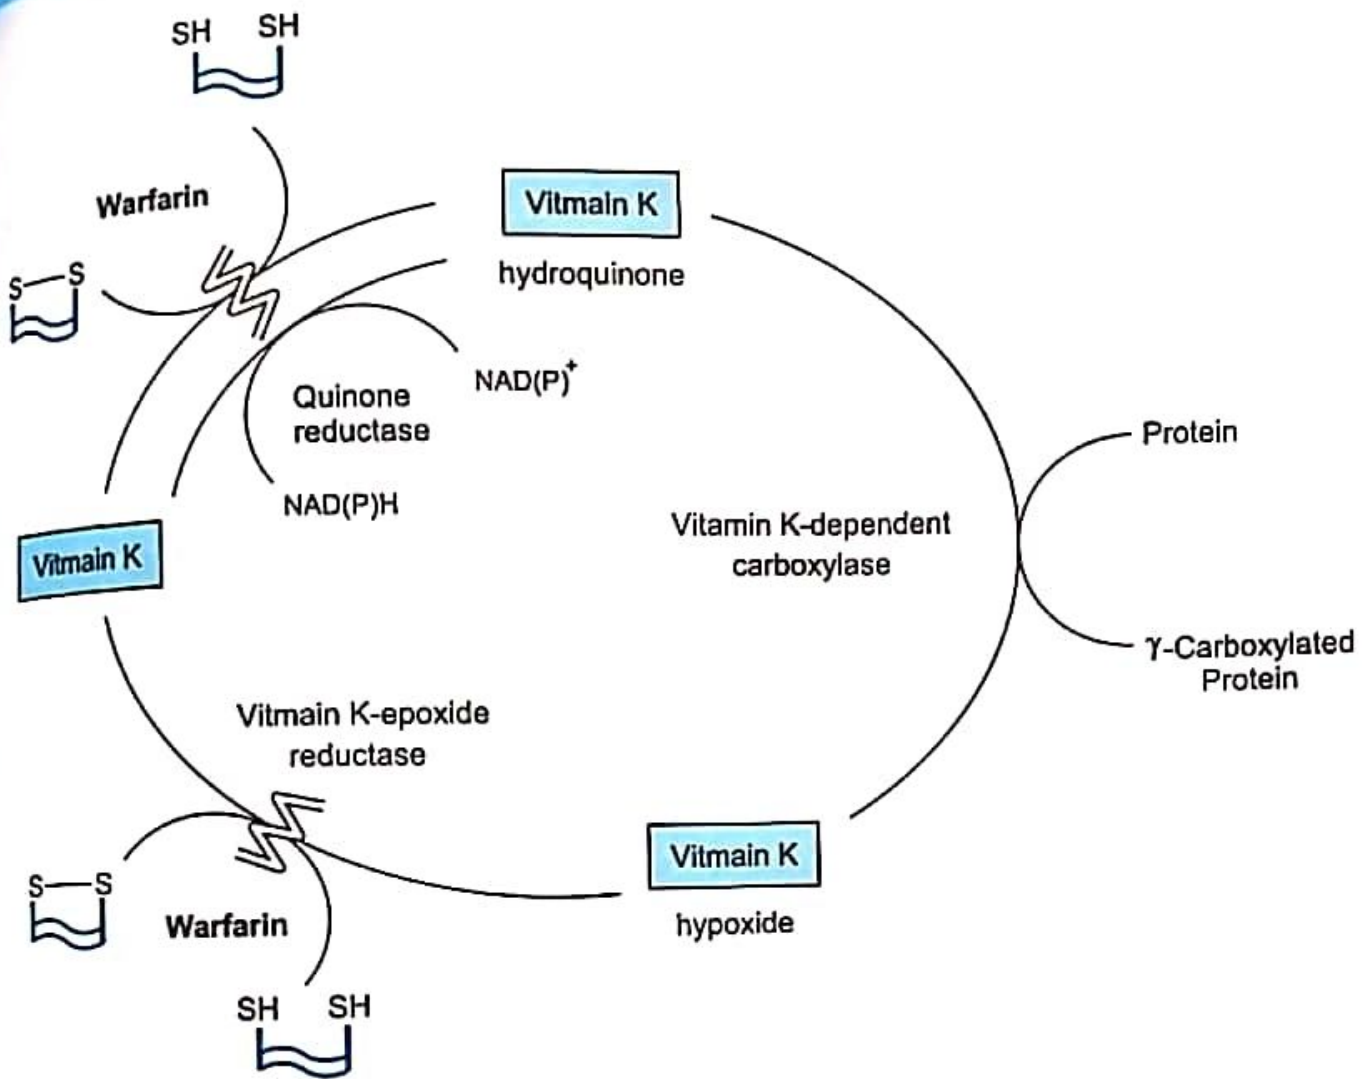 SH SH
Warfarin
S S
Vitmain K
hydroquinone
NAD(P)+
Quinone
reductase
NAD(P)H
Protein
Vitamin K-dependent
carboxylase
Vitmain K
γ-Carboxylated
Protein
Vitmain K-epoxide
reductase
Vitmain K
hypoxide
S S
Warfarin
SH SH